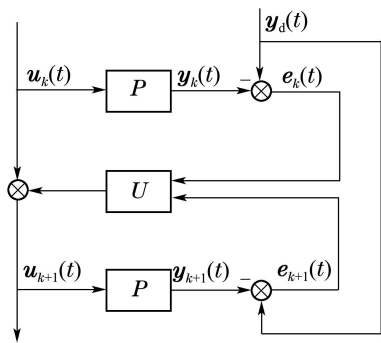 y_d(t)
u_k(t) P y_k(t) − e_k(t)
U
u_{k+1}(t) P y_{k+1}(t) − e_{k+1}(t)